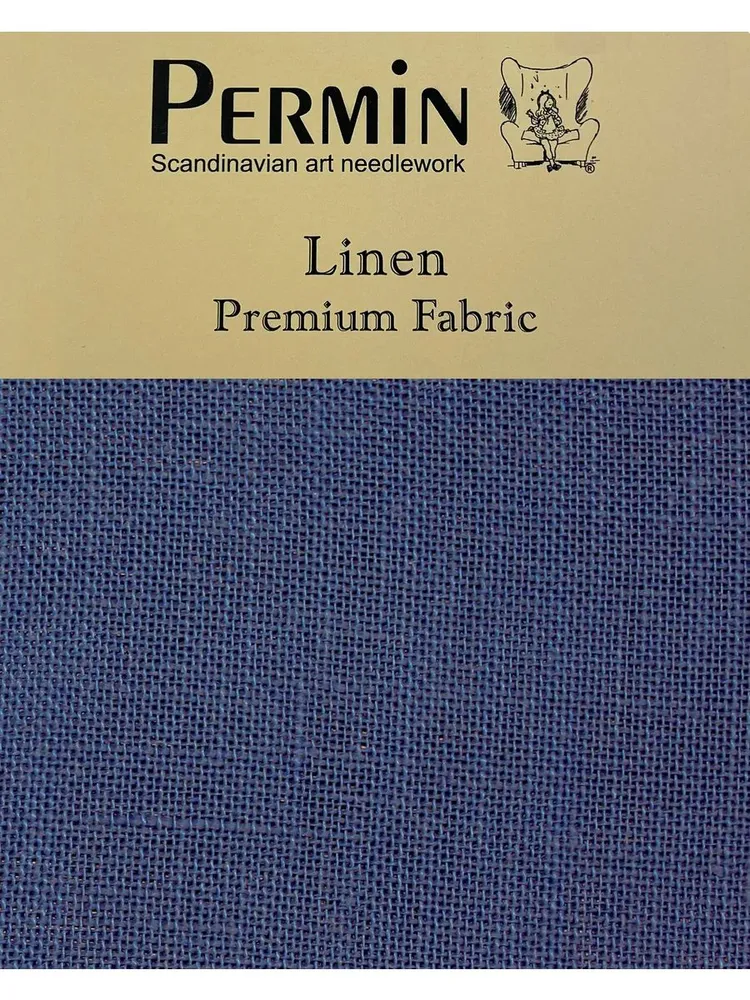 PERMIN
Scandinavian art needlework
®
Linen
Premium Fabric